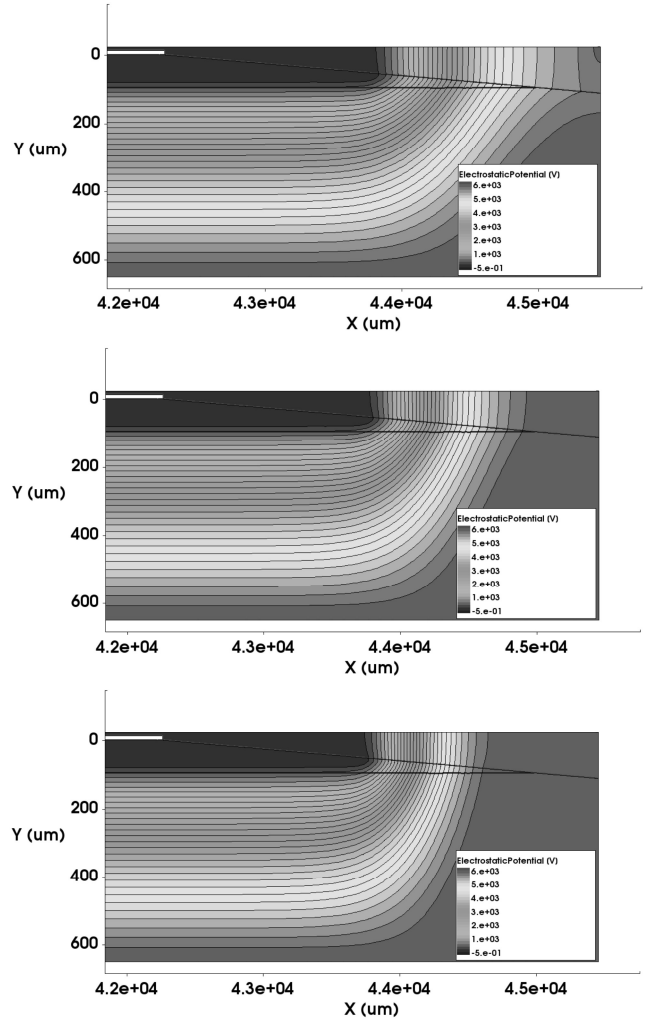 0
200
Y (um)
400
600
ElectrostaticPotential (V)
6.e+03
5.e+03
4.e+03
3.e+03
2.e+03
1.e+03
-5.e-01
4.2e+04 4.3e+04 4.4e+04 4.5e+04
X (um)
0
200
Y (um)
400
600
ElectrostaticPotential (V)
6.e+03
5.e+03
4.e+03
3.e+03
2.e+03
1.e+03
-5.e-01
4.2e+04 4.3e+04 4.4e+04 4.5e+04
X (um)
0
200
Y (um)
400
600
ElectrostaticPotential (V)
6.e+03
5.e+03
4.e+03
3.e+03
2.e+03
1.e+03
-5.e-01
4.2e+04 4.3e+04 4.4e+04 4.5e+04
X (um)